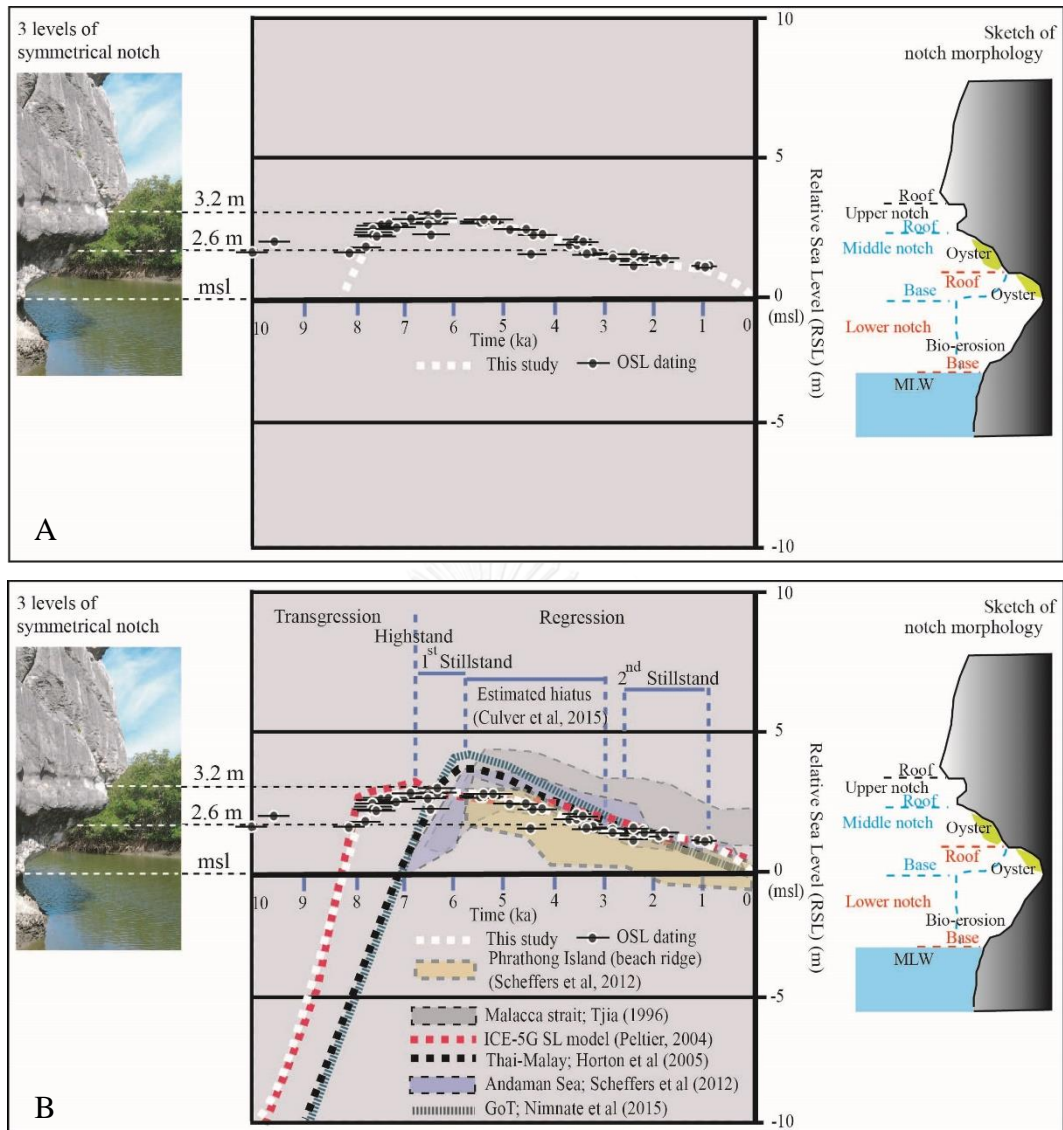 3 levels of
symmetrical notch
3.2 m
2.6 m
msl
10
5
0
(msl)
-5
-10
Relative Sea Level (RSL) (m)
10 9 8 7 6 5 4 3 2 1 0
Time (ka)
This study OSL dating
Sketch of
notch morphology
Roof
Upper notch
Roof
Middle notch
Oyster
Roof
Base
Oyster
Lower notch
Bio-erosion
Base
MLW
A
3 levels of
symmetrical notch
3.2 m
2.6 m
msl
Transgression
Regression
Highstand
1st Stillstand
2nd Stillstand
Estimated hiatus
(Culver et al, 2015)
10
5
0
(msl)
-5
-10
Relative Sea Level (RSL) (m)
10 9 8 7 6 5 4 3 2 1 0
Time (ka)
This study OSL dating
Phrathong Island (beach ridge)
(Scheffers et al, 2012)
Malacca strait; Tjia (1996)
ICE-5G SL model (Peltier, 2004)
Thai-Malay; Horton et al (2005)
Andaman Sea; Scheffers et al (2012)
GoT; Nimnate et al (2015)
Sketch of
notch morphology
Roof
Upper notch
Roof
Middle notch
Oyster
Roof
Base
Oyster
Lower notch
Bio-erosion
Base
MLW
B